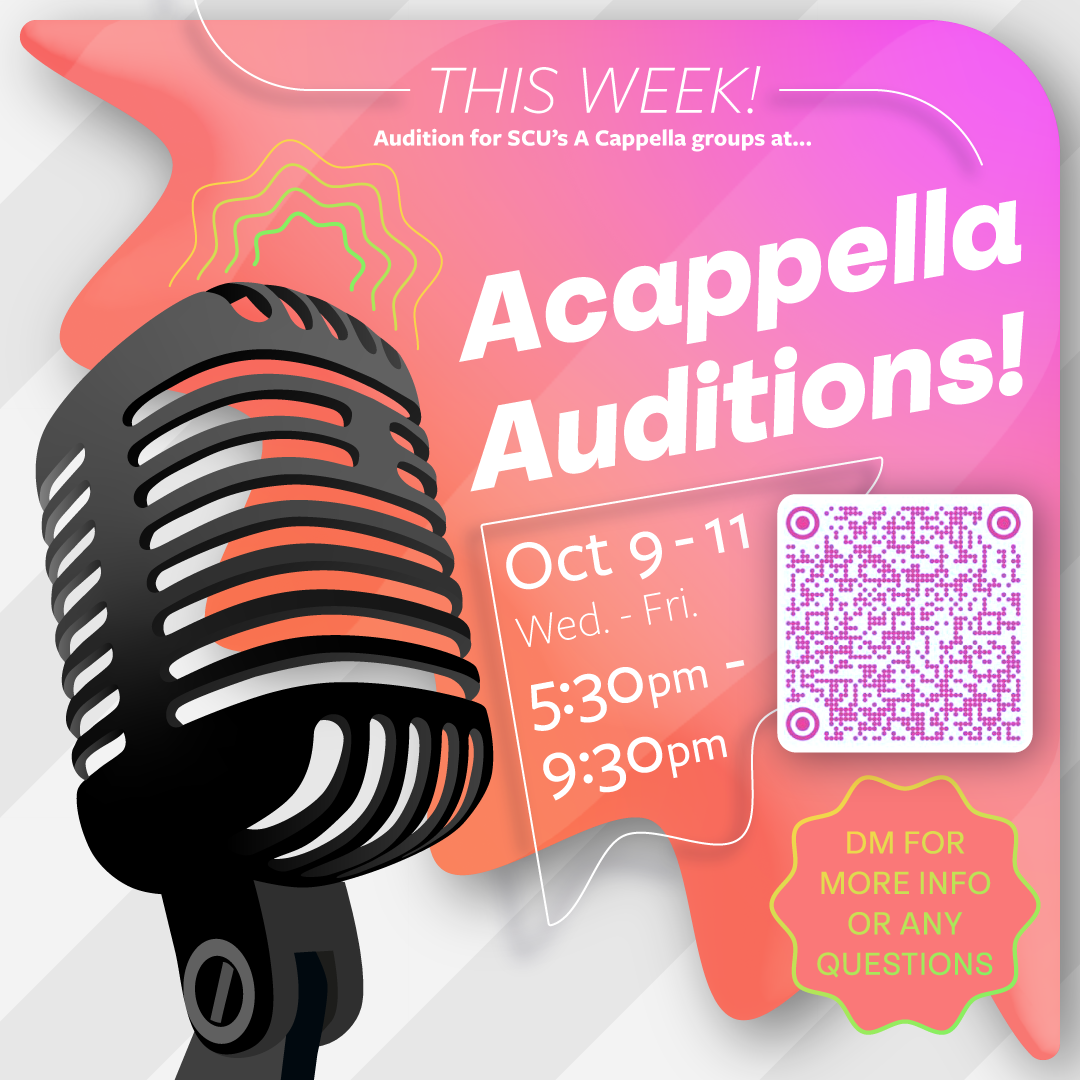 THIS WEEK!
Audition for SCU's A Cappella groups at...
Acappella
Auditions!
Oct 9 - 11
Wed. - Fri.
5:30pm -
9:30pm
DM FOR
MORE INFO
OR ANY
QUESTIONS